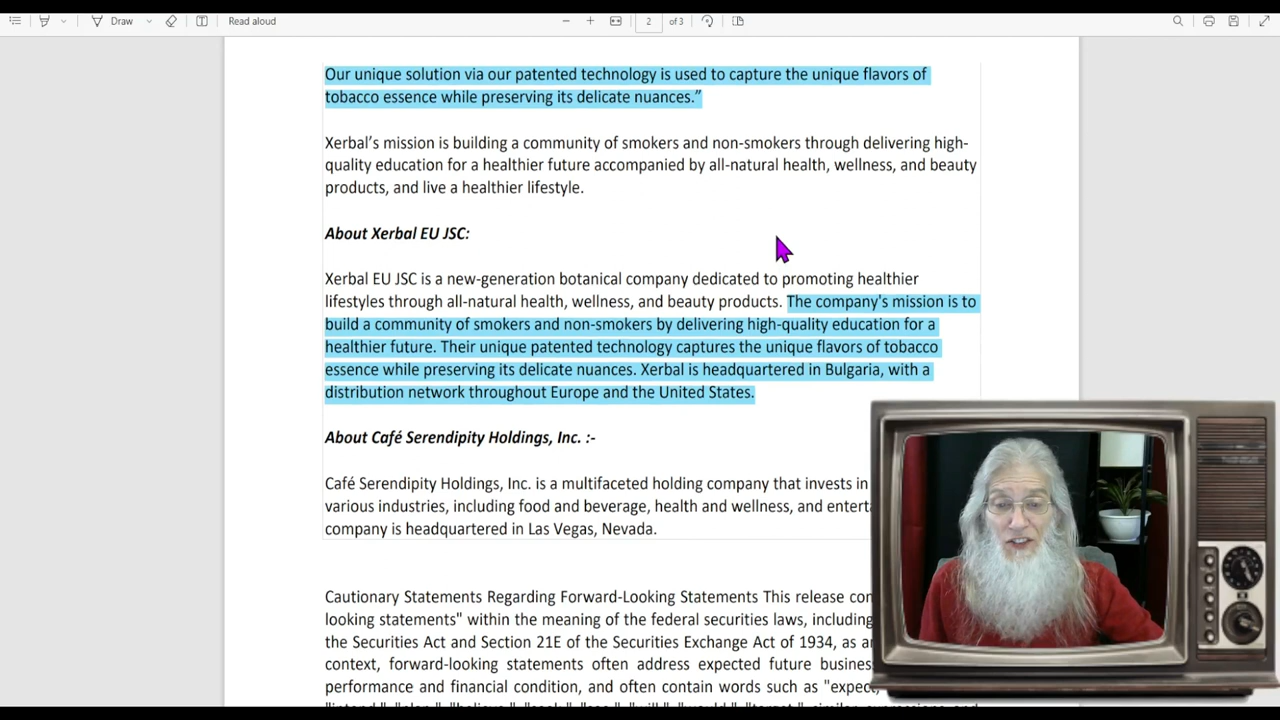 Draw
Read aloud
2
of 3
Our unique solution via our patented technology is used to capture the unique flavors of
tobacco essence while preserving its delicate nuances.”
Xerbal’s mission is building a community of smokers and non-smokers through delivering high-
quality education for a healthier future accompanied by all-natural health, wellness, and beauty
products, and live a healthier lifestyle.
About Xerbal EU JSC:
Xerbal EU JSC is a new-generation botanical company dedicated to promoting healthier
lifestyles through all-natural health, wellness, and beauty products. The company's mission is to
build a community of smokers and non-smokers by delivering high-quality education for a
healthier future. Their unique patented technology captures the unique flavors of tobacco
essence while preserving its delicate nuances. Xerbal is headquartered in Bulgaria, with a
distribution network throughout Europe and the United States.
About Café Serendipity Holdings, Inc. :-
Café Serendipity Holdings, Inc. is a multifaceted holding company that invests in
various industries, including food and beverage, health and wellness, and enterta
company is headquartered in Las Vegas, Nevada.
Cautionary Statements Regarding Forward-Looking Statements This release con
looking statements" within the meaning of the federal securities laws, including
the Securities Act and Section 21E of the Securities Exchange Act of 1934, as a
context, forward-looking statements often address expected future busines
performance and financial condition, and often contain words such as "expect,